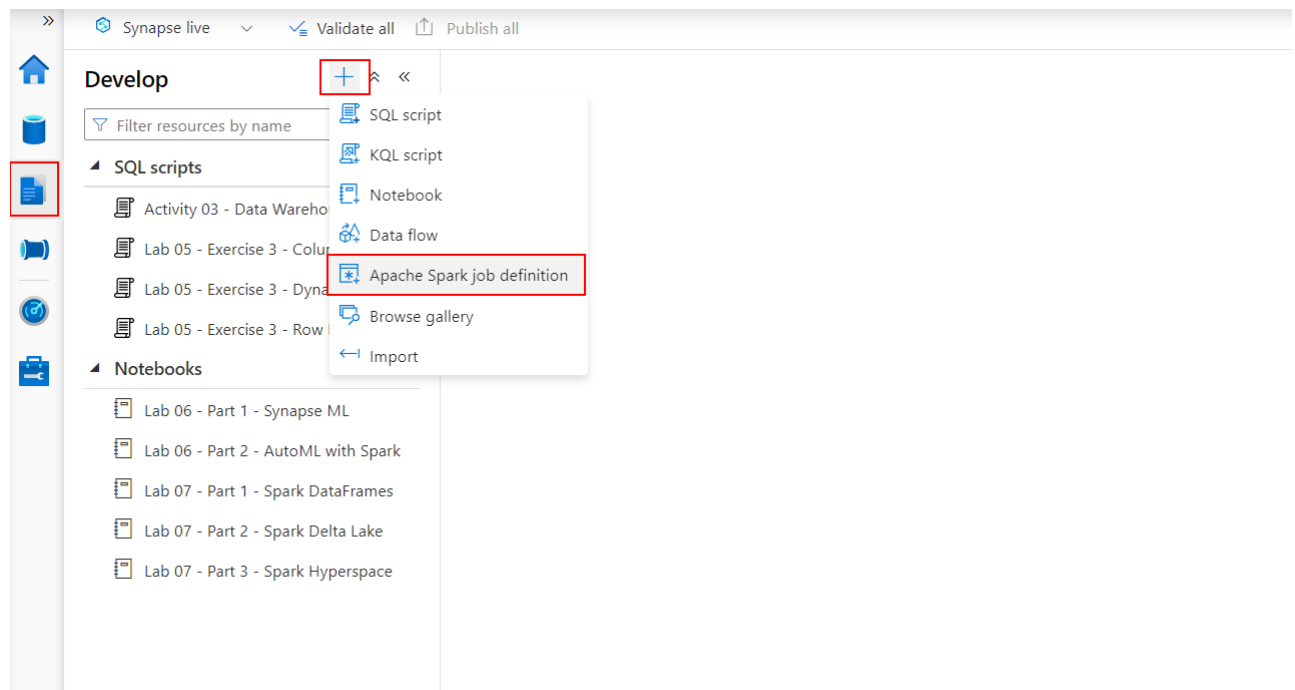 Synapse live
Validate all
Publish all
Develop
Filter resources by name
SQL scripts
Activity 03 - Data Wareho
Lab 05 - Exercise 3 - Colu
Lab 05 - Exercise 3 - Dyna
Lab 05 - Exercise 3 - Row
SQL script
KQL script
Notebook
Data flow
Apache Spark job definition
Browse gallery
Import
Notebooks
Lab 06 - Part 1 - Synapse ML
Lab 06 - Part 2 - AutoML with Spark
Lab 07 - Part 1 - Spark DataFrames
Lab 07 - Part 2 - Spark Delta Lake
Lab 07 - Part 3 - Spark Hyperspace